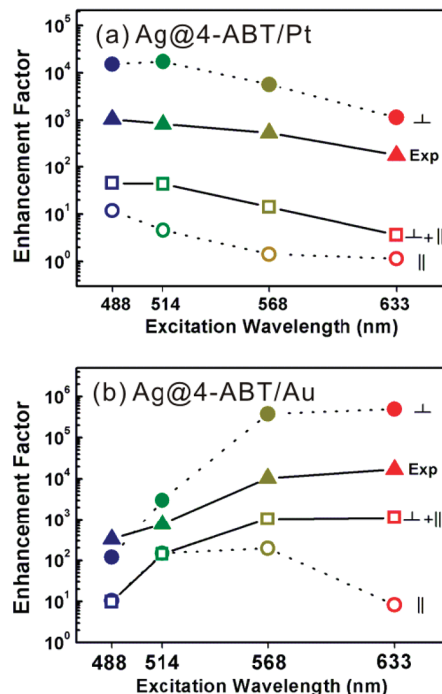 (a) Ag@4-ABT/Pt
Enhancement Factor
10⁵
10⁴
10³
10²
10¹
10⁰
⊥
Exp
⊥+||
||
488 514 568 633
Excitation Wavelength (nm)
(b) Ag@4-ABT/Au
Enhancement Factor
10⁶
10⁵
10⁴
10³
10²
10¹
10⁰
⊥
Exp
⊥+||
||
488 514 568 633
Excitation Wavelength (nm)